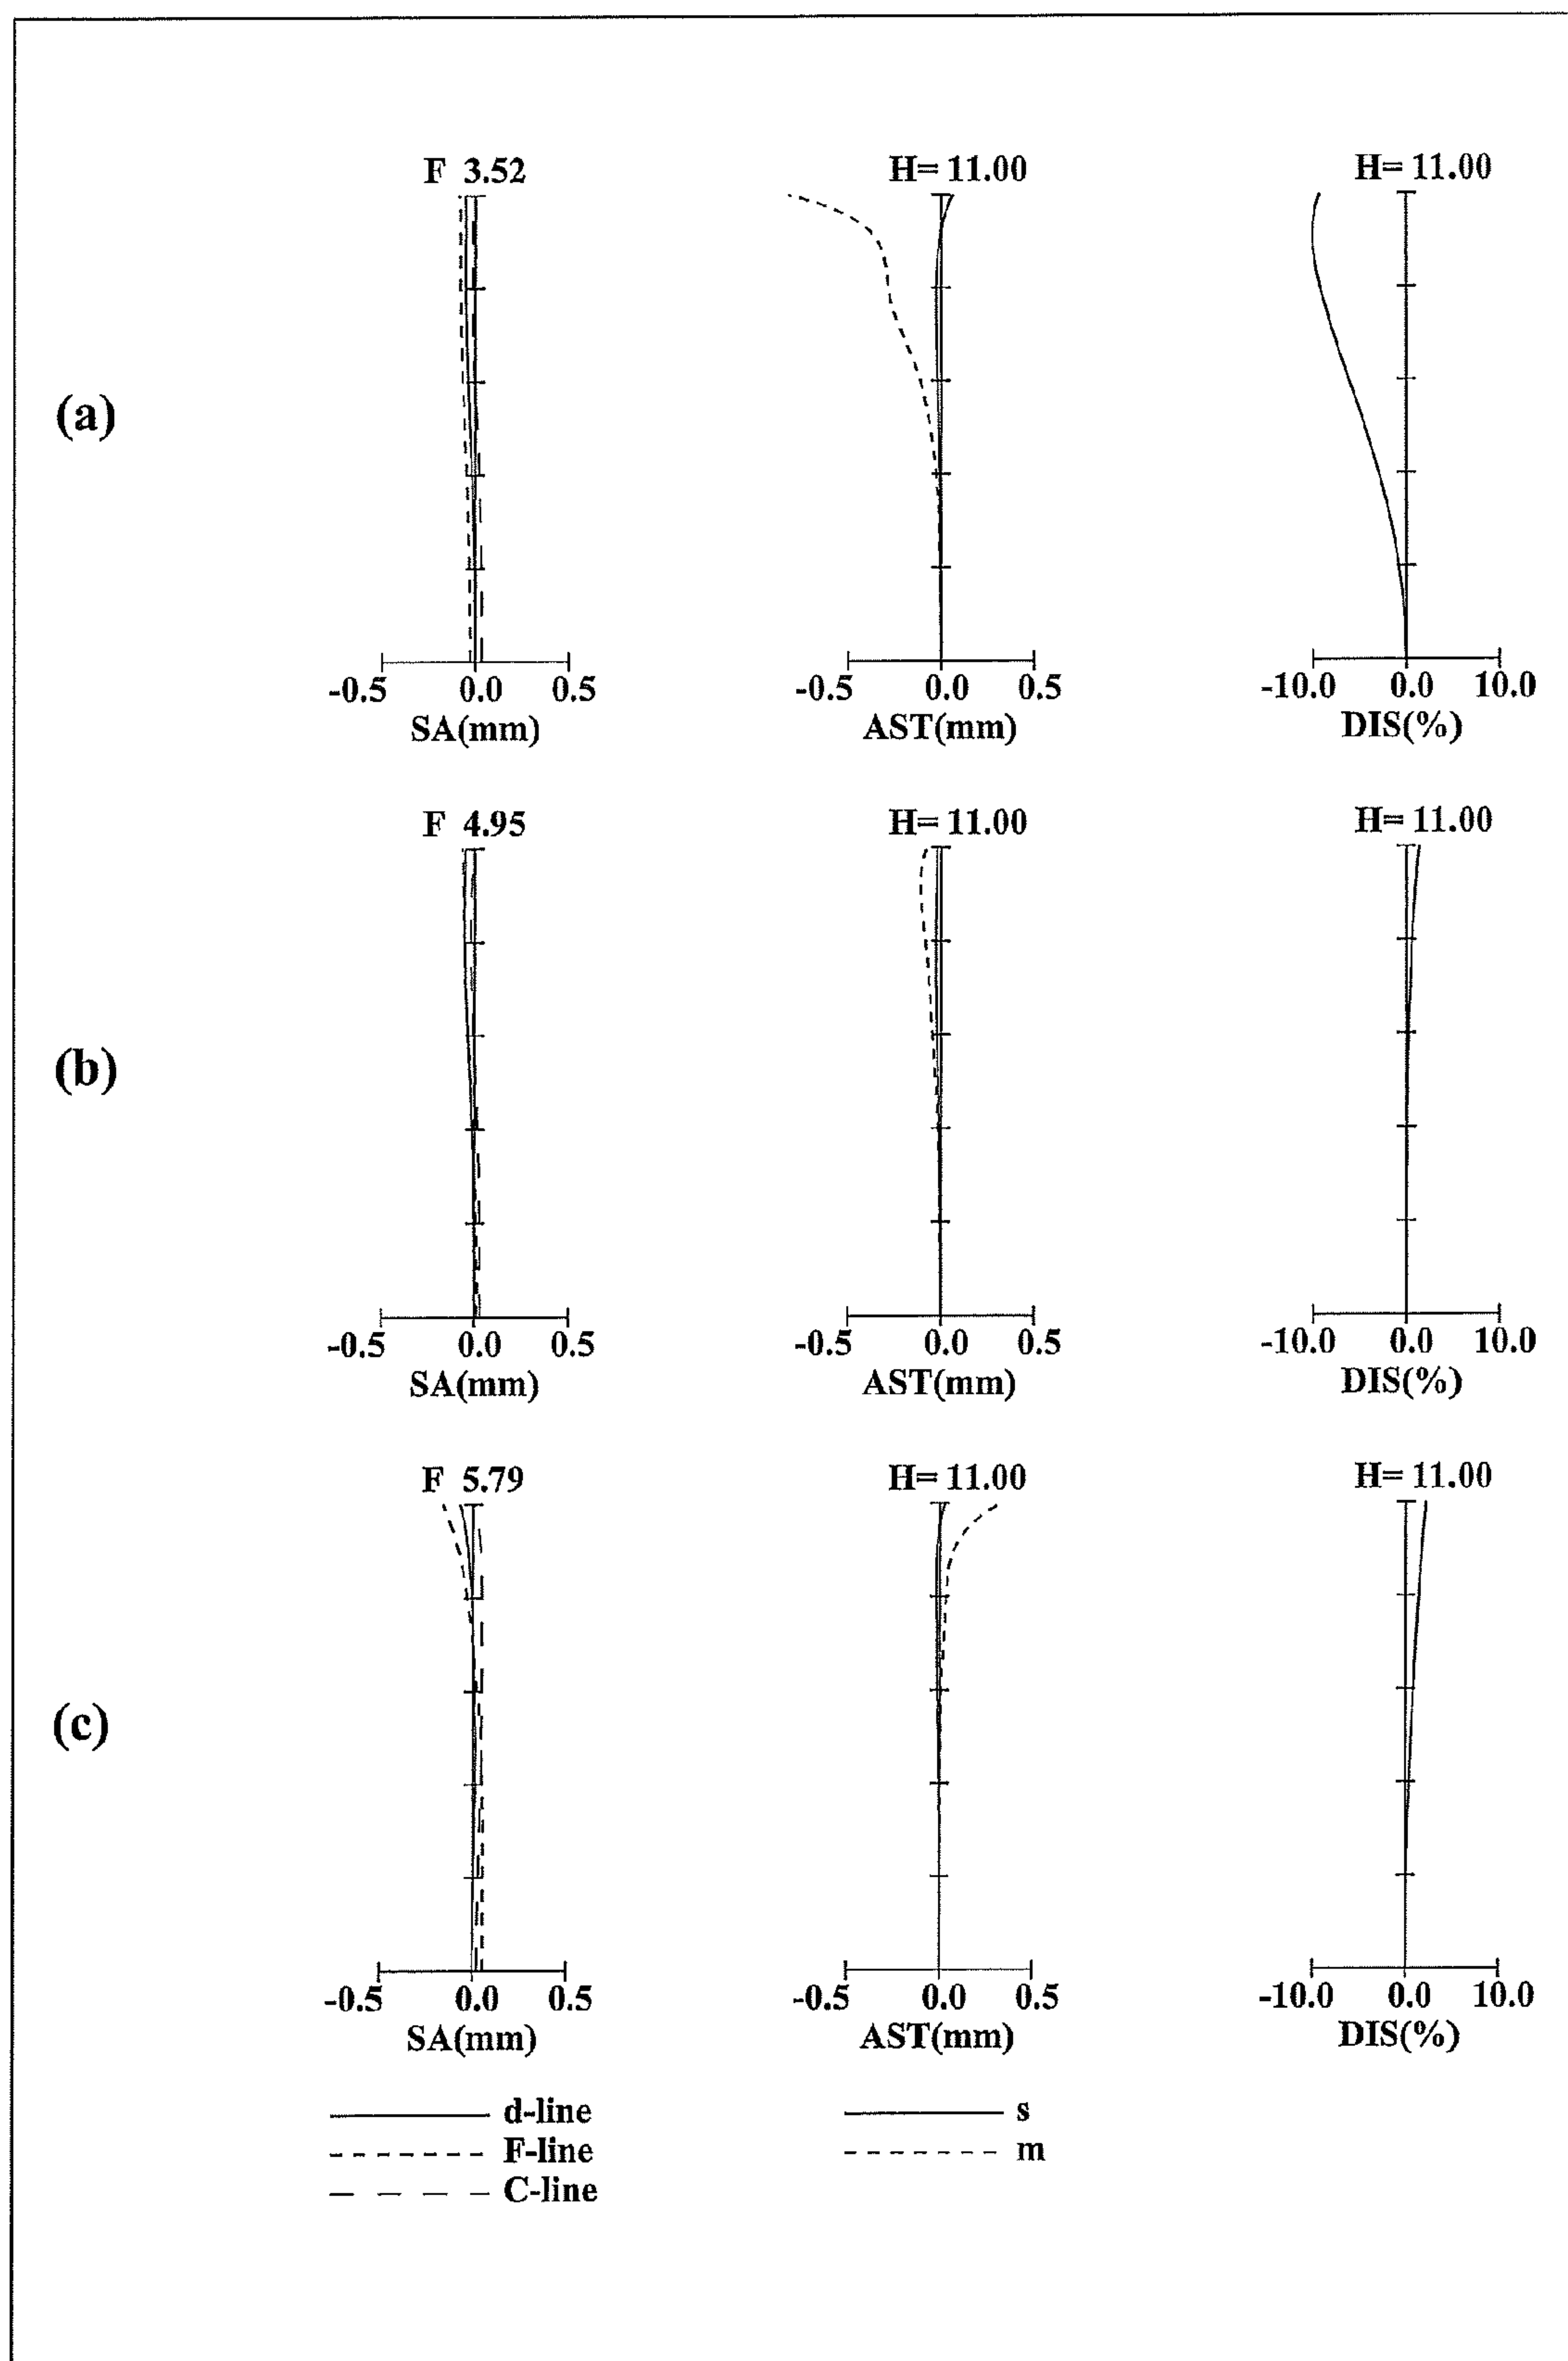 F 3.52 H= 11.00 H= 11.00
(a)
-0.5 0.0 0.5 -0.5 0.0 0.5 -10.0 0.0 10.0
SA(mm) AST(mm) DIS(%)
F 4.95 H= 11.00 H= 11.00
(b)
-0.5 0.0 0.5 -0.5 0.0 0.5 -10.0 0.0 10.0
SA(mm) AST(mm) DIS(%)
F 5.79 H= 11.00 H= 11.00
(c)
-0.5 0.0 0.5 -0.5 0.0 0.5 -10.0 0.0 10.0
SA(mm) AST(mm) DIS(%)
d-line s
F-line m
C-line